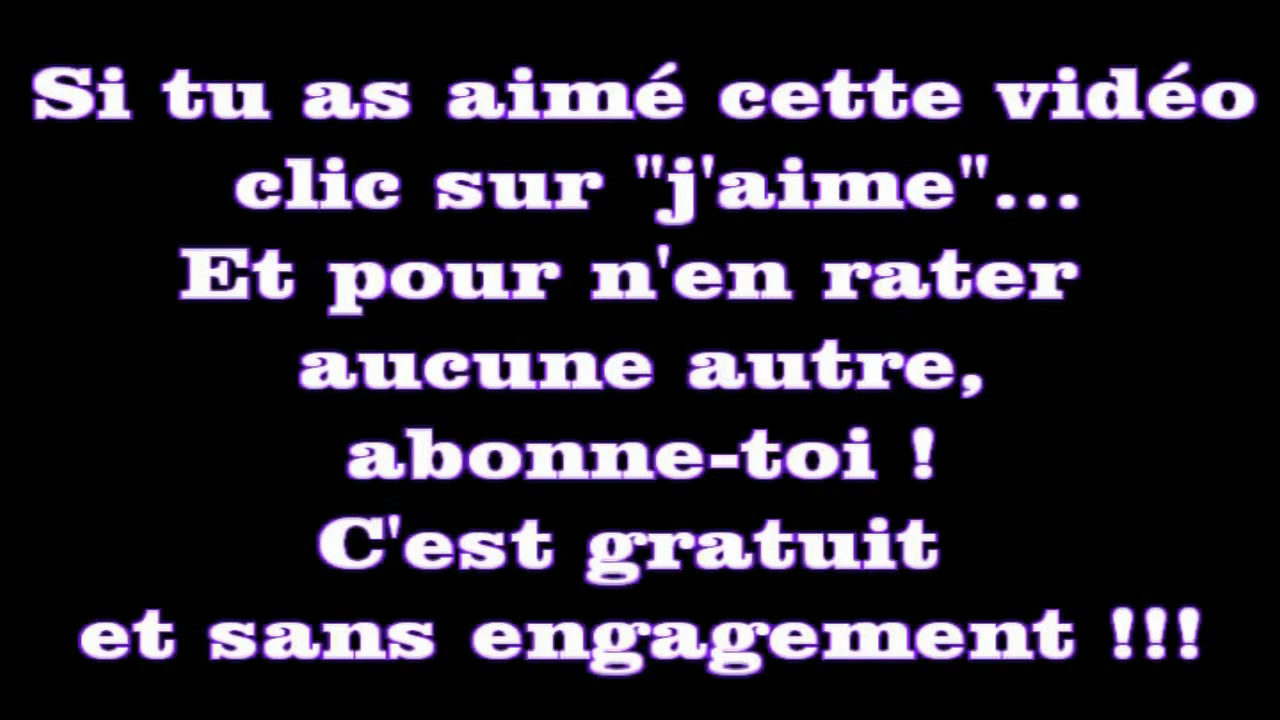 Si tu as aimé cette vidéo
clic sur "j'aime"...
Et pour n'en rater
aucune autre,
abonne-toi !
C'est gratuit
et sans engagement !!!